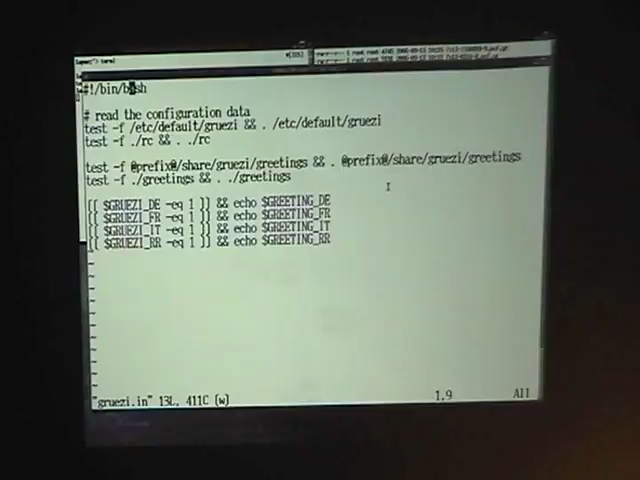 #!/bin/bash
# read the configuration data
test -f /etc/default/gruezi && . /etc/default/gruezi
test -f ./rc && . ./rc
test -f @prefix@/share/gruezi/greetings && . @prefix@/share/gruezi/greetings
test -f ./greetings && . ./greetings
[[ $GRUEZI_DE -eq 1 ]] && echo $GREETING_DE
[[ $GRUEZI_FR -eq 1 ]] && echo $GREETING_FR
[[ $GRUEZI_IT -eq 1 ]] && echo $GREETING_IT
[[ $GRUEZI_RR -eq 1 ]] && echo $GREETING_RR
~
~
~
~
~
~
~
~
~
~
~
"gruezi.in" 13L, 411C [w]
1,9
All